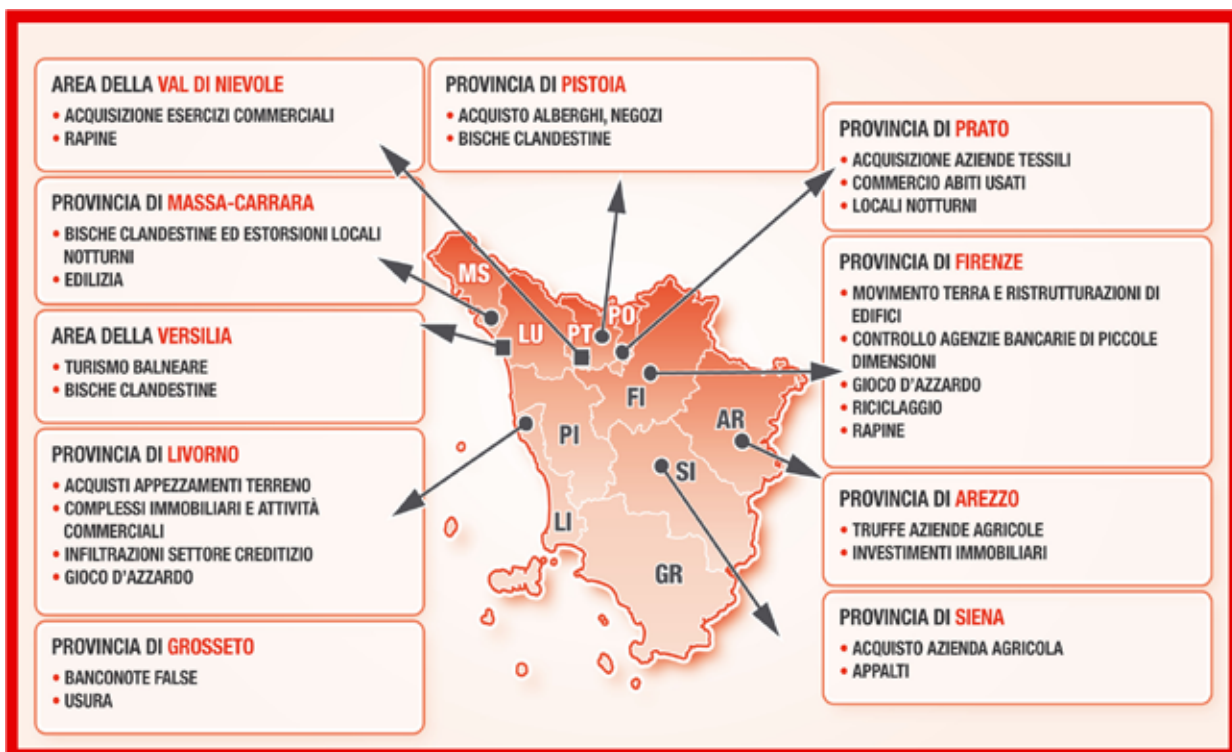 AREA DELLA VAL DI NIEVOLE
• ACQUISIZIONE ESERCIZI COMMERCIALI
• RAPINE
PROVINCIA DI MASSA-CARRARA
• BISCHE CLANDESTINE ED ESTORSIONI LOCALI
NOTTURNI
• EDILIZIA
AREA DELLA VERSILIA
• TURISMO BALNEARE
• BISCHE CLANDESTINE
PROVINCIA DI LIVORNO
• ACQUISTI APPEZZAMENTI TERRENO
• COMPLESSI IMMOBILIARI E ATTIVITÀ
COMMERCIALI
• INFILTRAZIONI SETTORE CREDITIZIO
• GIOCO D'AZZARDO
PROVINCIA DI GROSSETO
• BANCONOTE FALSE
• USURA
PROVINCIA DI PISTOIA
• ACQUISTO ALBERGHI, NEGOZI
• BISCHE CLANDESTINE
MS
LU
PT
PO
FI
PI
AR
SI
LI
GR
PROVINCIA DI PRATO
• ACQUISIZIONE AZIENDE TESSILI
• COMMERCIO ABITI USATI
• LOCALI NOTTURNI
PROVINCIA DI FIRENZE
• MOVIMENTO TERRA E RISTRUTTURAZIONI DI
EDIFICI
• CONTROLLO AGENZIE BANCARIE DI PICCOLE
DIMENSIONI
• GIOCO D'AZZARDO
• RICICLAGGIO
• RAPINE
PROVINCIA DI AREZZO
• TRUFFE AZIENDE AGRICOLE
• INVESTIMENTI IMMOBILIARI
PROVINCIA DI SIENA
• ACQUISTO AZIENDA AGRICOLA
• APPALTI